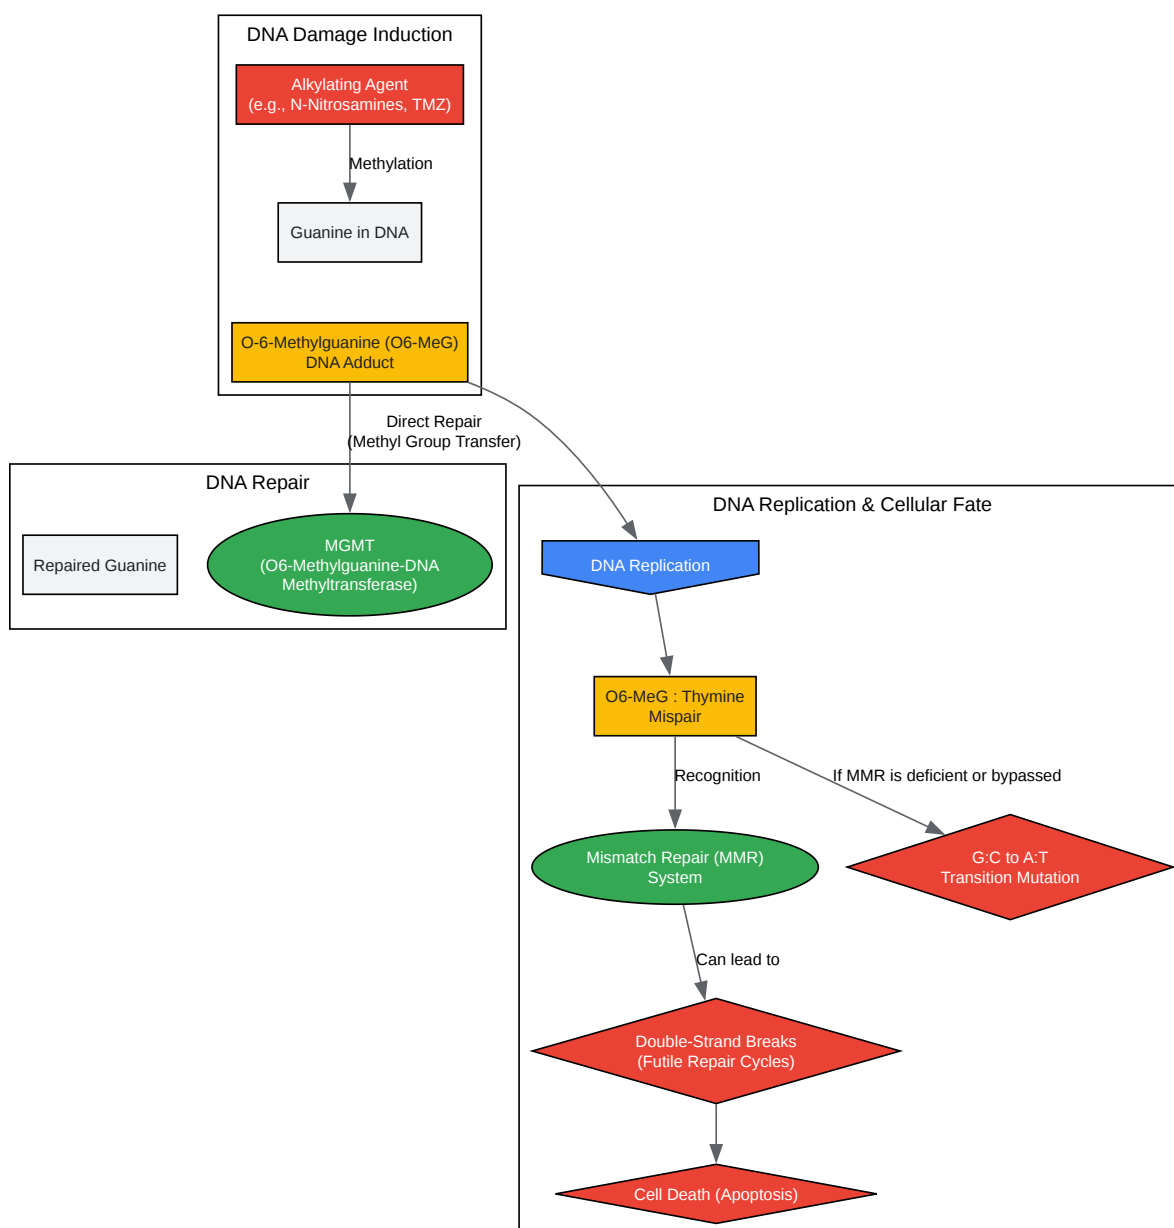 DNA Damage Induction
Alkylating Agent
(e.g., N-Nitrosamines, TMZ)
Methylation
Guanine in DNA
O-6-Methylguanine (O6-MeG)
DNA Adduct
Direct Repair
(Methyl Group Transfer)
DNA Repair
Repaired Guanine
MGMT
(O6-Methylguanine-DNA
Methyltransferase)
DNA Replication & Cellular Fate
DNA Replication
O6-MeG : Thymine
Mispair
Recognition
If MMR is deficient or bypassed
Mismatch Repair (MMR)
System
G:C to A:T
Transition Mutation
Can lead to
Double-Strand Breaks
(Futile Repair Cycles)
Cell Death (Apoptosis)